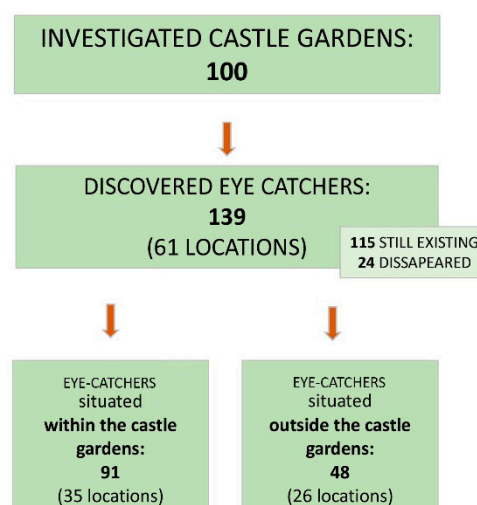 INVESTIGATED CASTLE GARDENS:
100
DISCOVERED EYE CATCHERS:
139
(61 LOCATIONS)
115 STILL EXISTING
24 DISSAPEARED
EYE-CATCHERS
situated
within the castle
gardens:
91
(35 locations)
EYE-CATCHERS
situated
outside the castle
gardens:
48
(26 locations)